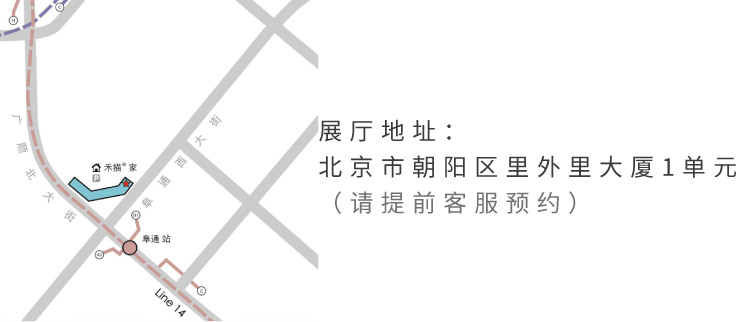 H
C
广顺北大街
阜通西大街
禾描®家
P
B1
阜通 站
A2
C
Line 14
展厅地址：
北京市朝阳区里外里大厦1单元
（请提前客服预约）